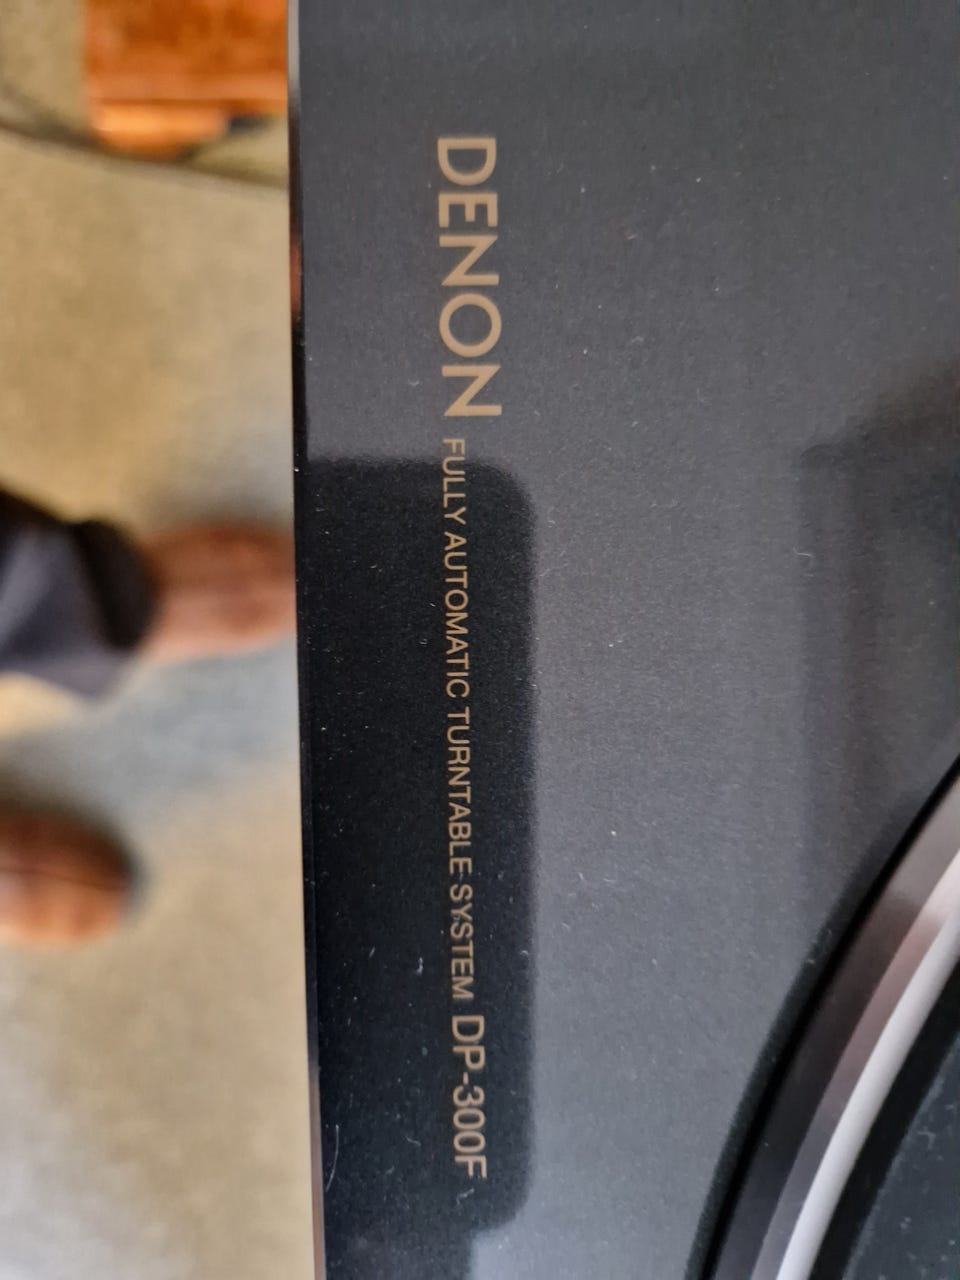 DENON FULLY AUTOMATIC TURNTABLE SYSTEM DP-300F